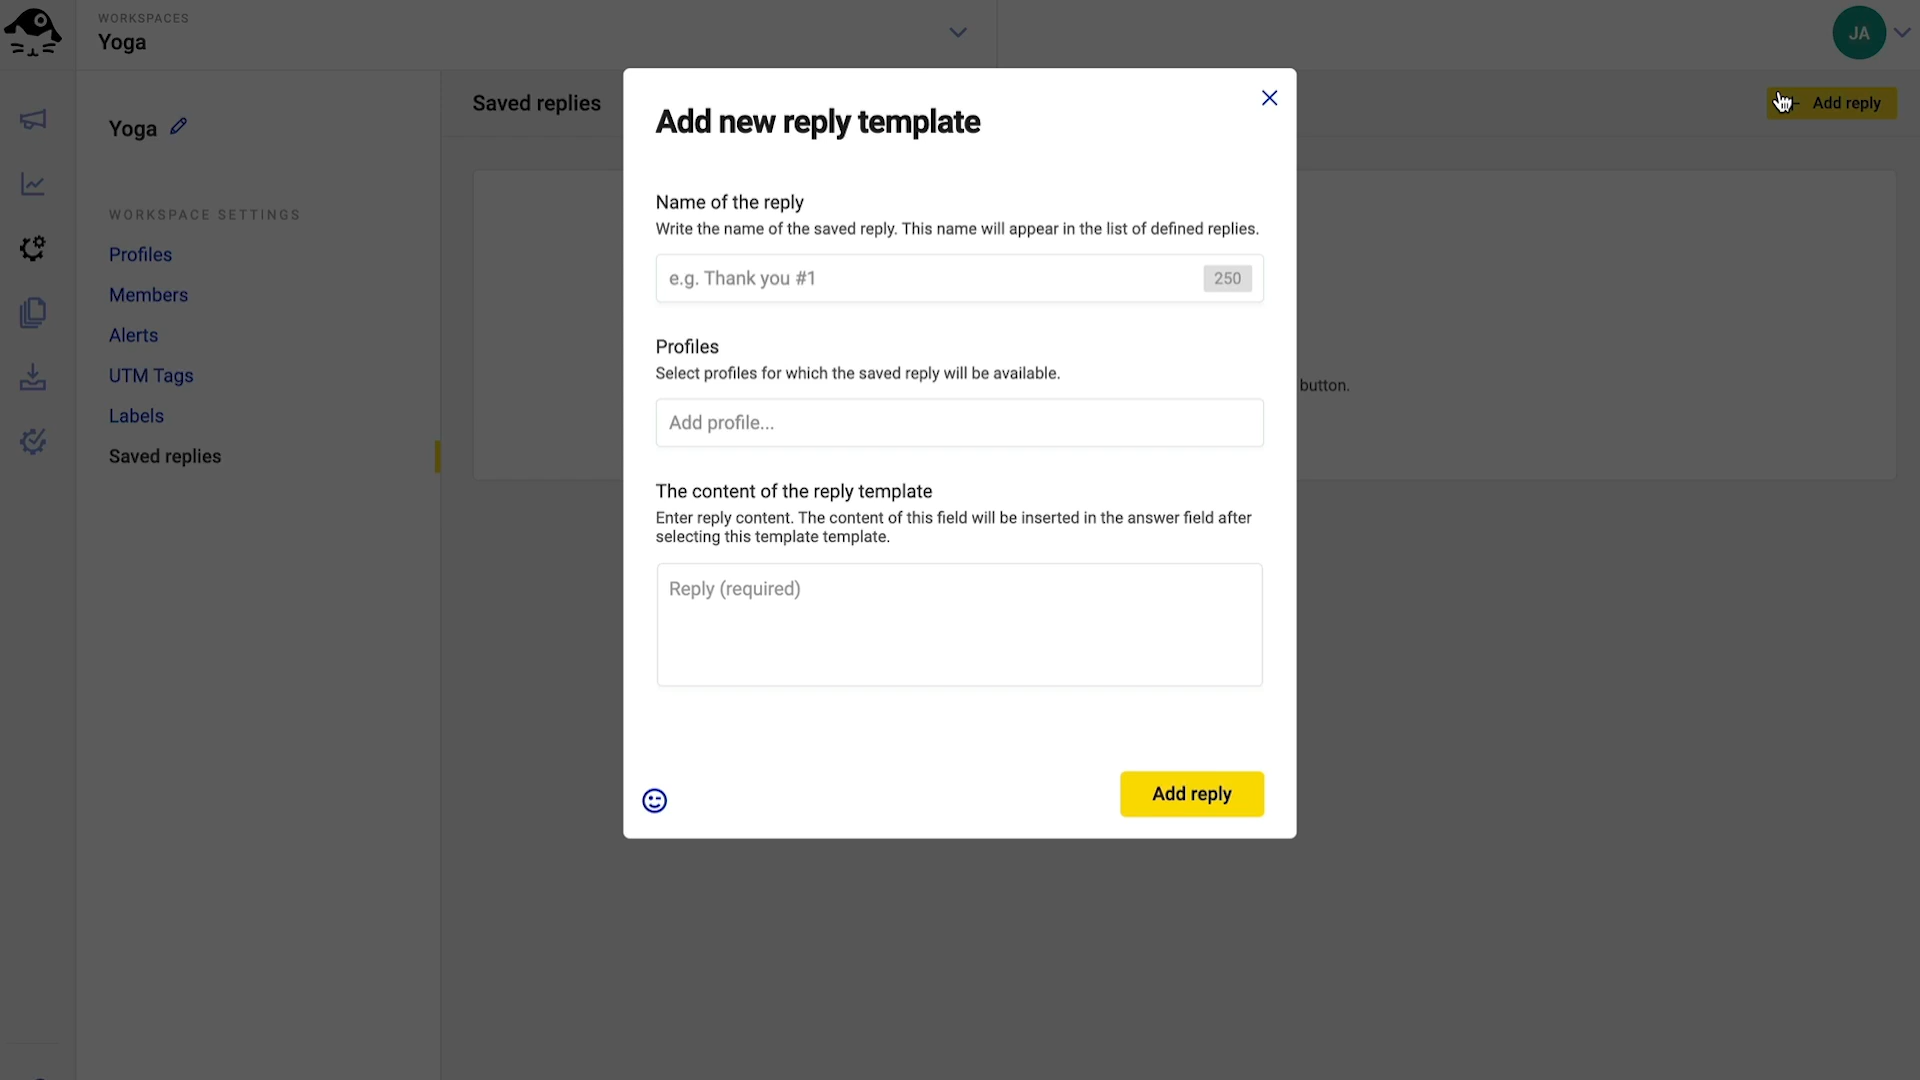 WORKSPACES
Yoga
JA
Yoga
WORKSPACE SETTINGS
Profiles
Members
Alerts
UTM Tags
Labels
Saved replies
Saved replies
Add reply
button.
Add new reply template
Name of the reply
Write the name of the saved reply. This name will appear in the list of defined replies.
e.g. Thank you #1
250
Profiles
Select profiles for which the saved reply will be available.
Add profile...
The content of the reply template
Enter reply content. The content of this field will be inserted in the answer field after
selecting this template template.
Reply (required)
Add reply